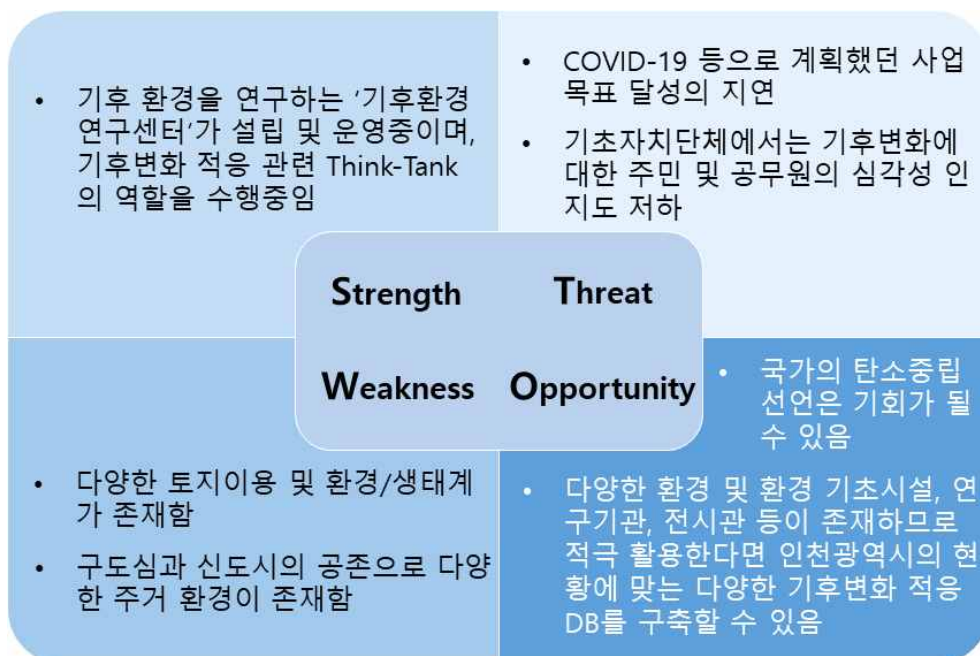 • 기후 환경을 연구하는 '기후환경
연구센터'가 설립 및 운영중이며,
기후변화 적응 관련 Think-Tank
의 역할을 수행중임
• COVID-19 등으로 계획했던 사업
목표 달성의 지연
• 기초자치단체에서는 기후변화에
대한 주민 및 공무원의 심각성 인
지도 저하
Strength
Threat
Weakness
Opportunity
• 다양한 토지이용 및 환경/생태계
가 존재함
• 구도심과 신도시의 공존으로 다양
한 주거 환경이 존재함
• 국가의 탄소중립
선언은 기회가 될
수 있음
• 다양한 환경 및 환경 기초시설, 연
구기관, 전시관 등이 존재하므로
적극 활용한다면 인천광역시의 현
황에 맞는 다양한 기후변화 적응
DB를 구축할 수 있음